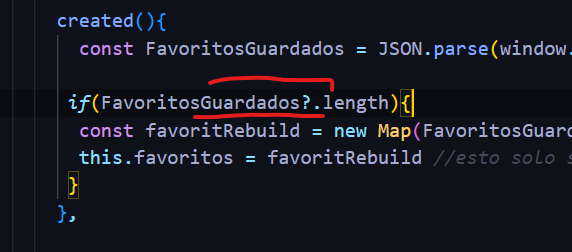 created(){
const FavoritosGuardados = JSON.parse(window.
if(FavoritosGuardados?.length){
const favoritRebuild = new Map(FavoritosGuard
this.favoritos = favoritRebuild //esto solo s
}
},